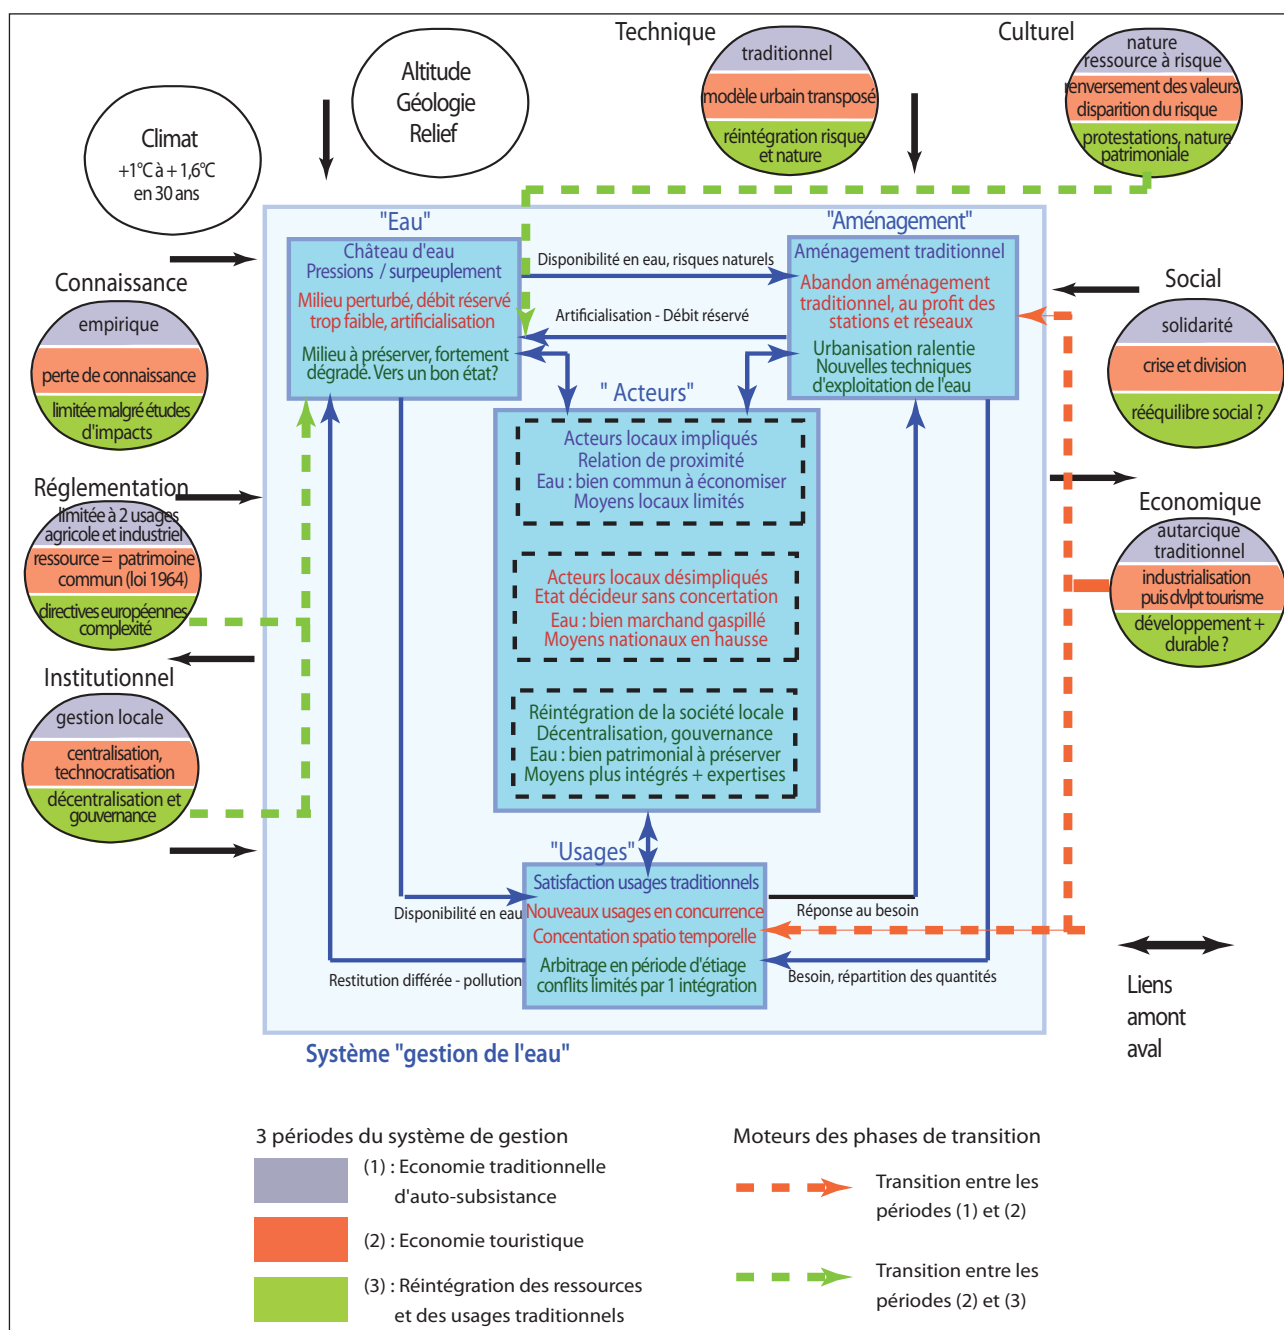 Technique
traditionnel
modèle urbain transposé
réintégration risque
et nature
Culturel
nature
ressource à risque
renversement des valeurs
disparition du risque
protestations, nature
patrimoniale
Altitude
Géologie
Relief
Climat
+1°C à + 1,6°C
en 30 ans
Connaissance
empirique
perte de connaissance
limitée malgré études
d'impacts
Réglementation
limitée à 2 usages
agricole et industriel
ressource = patrimoine
commun (loi 1964)
directives européennes
complexité
Institutionnel
gestion locale
centralisation,
technocratisation
décentralisation et
gouvernance
"Eau"
Château d'eau
Pressions / surpeuplement
Milieu perturbé, débit réservé
trop faible, artificialisation
Milieu à préserver, fortement
dégradé. Vers un bon état?
Disponibilité en eau, risques naturels
Artificialisation - Débit réservé
"Aménagement"
Aménagement traditionnel
Abandon aménagement
traditionnel, au profit des
stations et réseaux
Urbanisation ralentie
Nouvelles techniques
d'exploitation de l'eau
" Acteurs"
Acteurs locaux impliqués
Relation de proximité
Eau : bien commun à économiser
Moyens locaux limités
Acteurs locaux désimpliqués
Etat décideur sans concertation
Eau : bien marchand gaspillé
Moyens nationaux en hausse
Réintégration de la société locale
Décentralisation, gouvernance
Eau : bien patrimonial à préserver
Moyens plus intégrés + expertises
"Usages"
Satisfaction usages traditionnels
Nouveaux usages en concurrence
Concentation spatio temporelle
Arbitrage en période d'étiage
conflits limités par 1 intégration
Disponibilité en eau
Restitution différée - pollution
Réponse au besoin
Besoin, répartition des quantités
Système "gestion de l'eau"
Social
solidarité
crise et division
rééquilibre social ?
Economique
autarcique
traditionnel
industrialisation
puis dvlpt tourisme
développement +
durable ?
Liens
amont
aval
3 périodes du système de gestion
(1) : Economie traditionnelle
d'auto-subsistance
(2) : Economie touristique
(3) : Réintégration des ressources
et des usages traditionnels
Moteurs des phases de transition
Transition entre les
périodes (1) et (2)
Transition entre les
périodes (2) et (3)